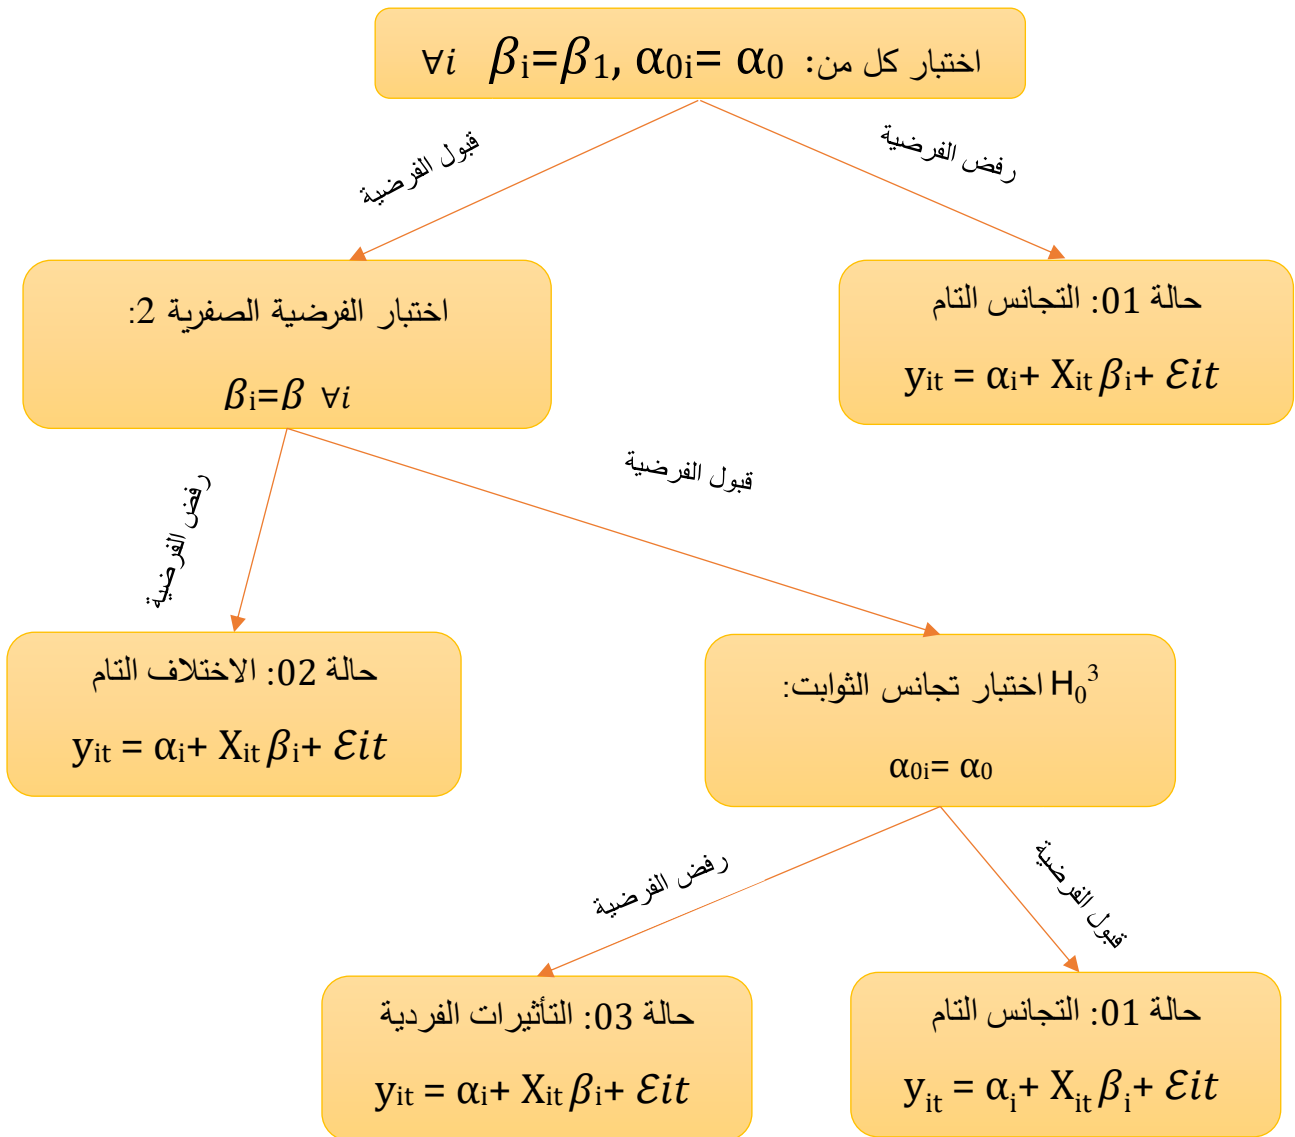 اختبار كل من: ∀i βi=β1, α0i= α0
قبول الفرضية
رفض الفرضية
اختبار الفرضية الصفرية 2:
βi=β ∀i
حالة 01: التجانس التام
yit = αi+ Xit βi+ Ɛit
رفض الفرضية
قبول الفرضية
حالة 02: الاختلاف التام
yit = αi+ Xit βi+ Ɛit
H₀³ اختبار تجانس الثوابت:
α0i= α0
رفض الفرضية
قبول الفرضية
حالة 03: التأثيرات الفردية
yit = αi+ Xit βi+ Ɛit
حالة 01: التجانس التام
yit = αi+ Xit βi+ Ɛit